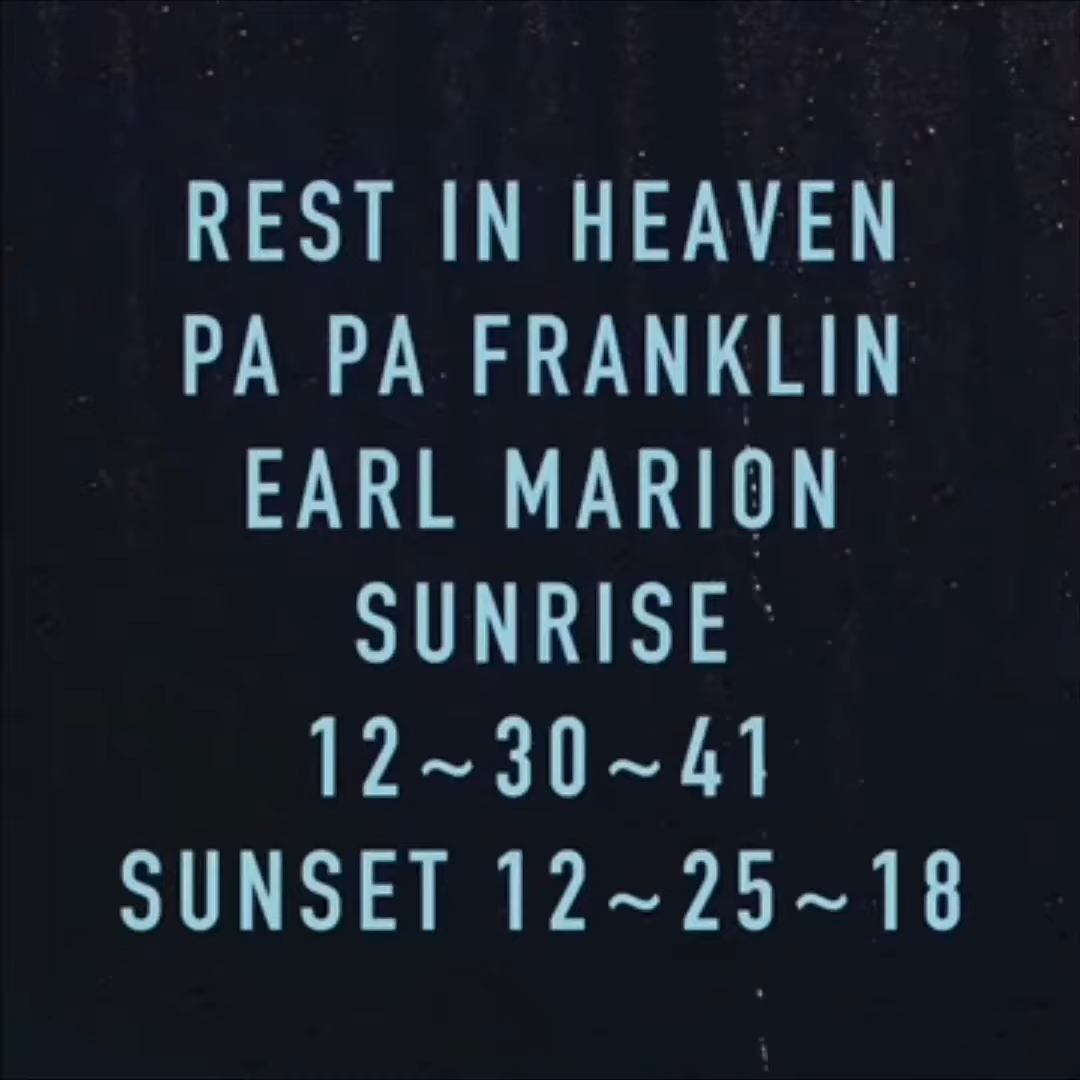 REST IN HEAVEN
PA PA FRANKLIN
EARL MARION
SUNRISE
12~30~41
SUNSET 12~25~18